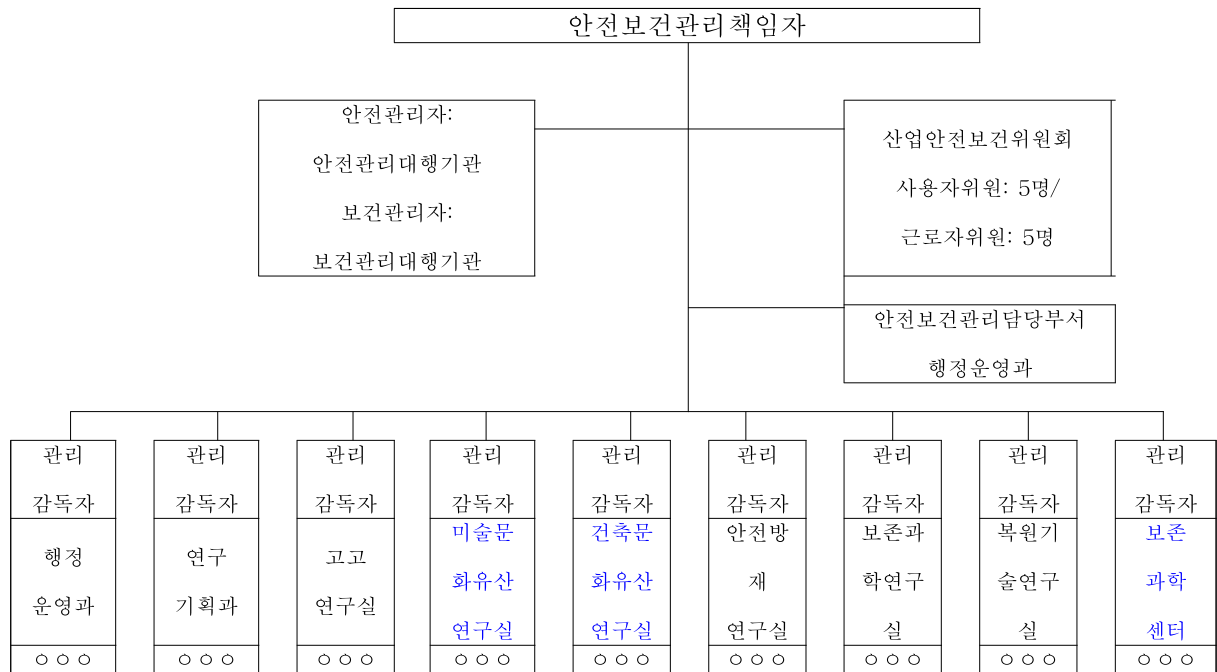 안전보건관리책임자
안전관리자:
안전관리대행기관
보건관리자:
보건관리대행기관
산업안전보건위원회
사용자위원: 5명/
근로자위원: 5명
안전보건관리담당부서
행정운영과
관리
감독자
행정
운영과
○○○
관리
감독자
연구
기획과
○○○
관리
감독자
고고
연구실
○○○
관리
감독자
미술문
화유산
연구실
○○○
관리
감독자
건축문
화유산
연구실
○○○
관리
감독자
안전방
재
연구실
○○○
관리
감독자
보존과
학연구
실
○○○
관리
감독자
복원기
술연구
실
○○○
관리
감독자
보존
과학
센터
○○○